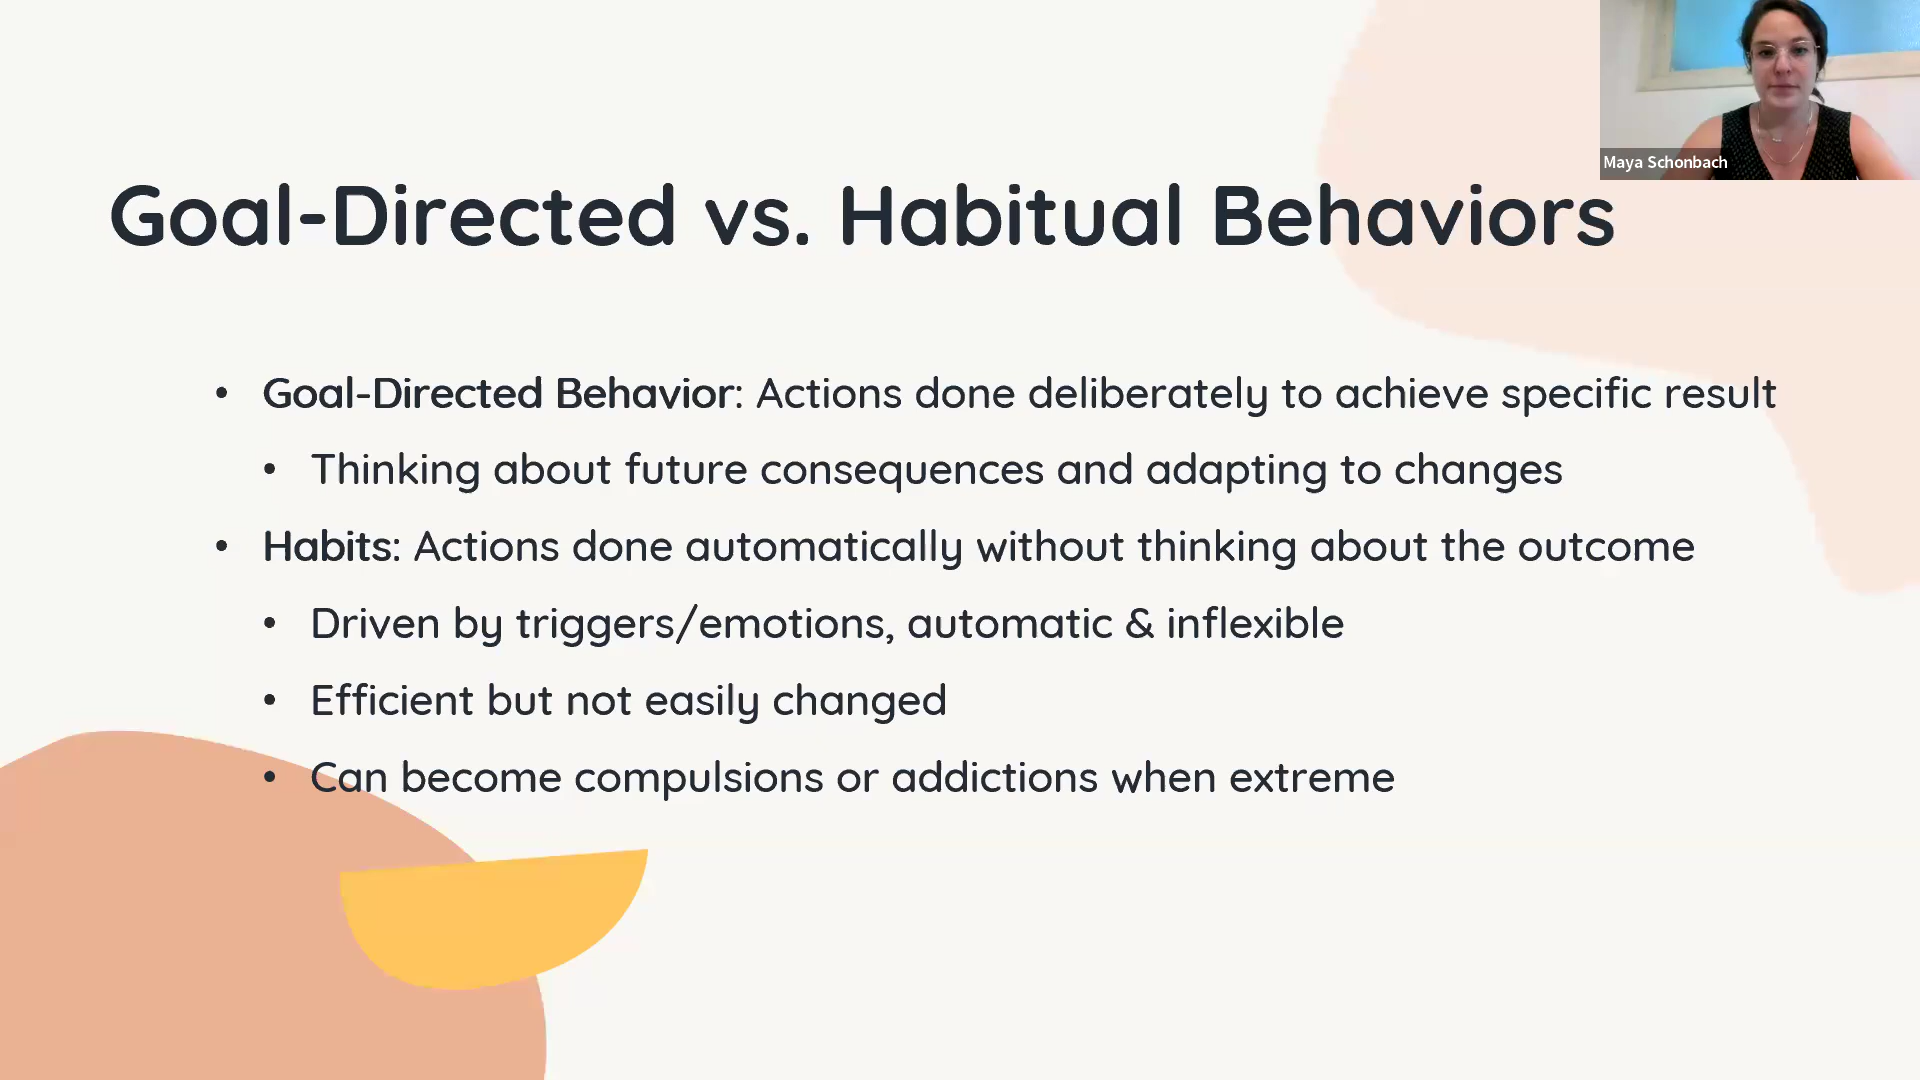 Maya Schonbach
Goal-Directed vs. Habitual Behaviors
• Goal-Directed Behavior: Actions done deliberately to achieve specific result
• Thinking about future consequences and adapting to changes
• Habits: Actions done automatically without thinking about the outcome
• Driven by triggers/emotions, automatic & inflexible
• Efficient but not easily changed
• Can become compulsions or addictions when extreme